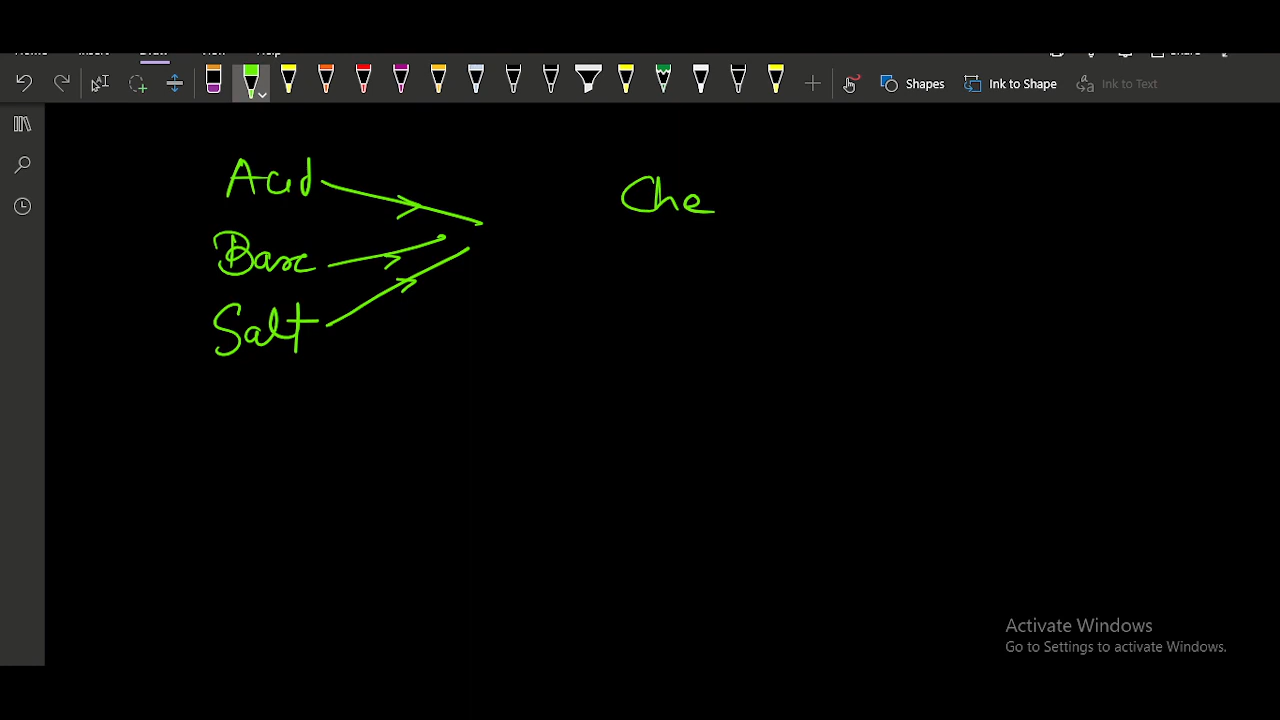 Shapes Ink to Shape Ink to Text
Acid
Che
Base
Salt
Activate Windows
Go to Settings to activate Windows.